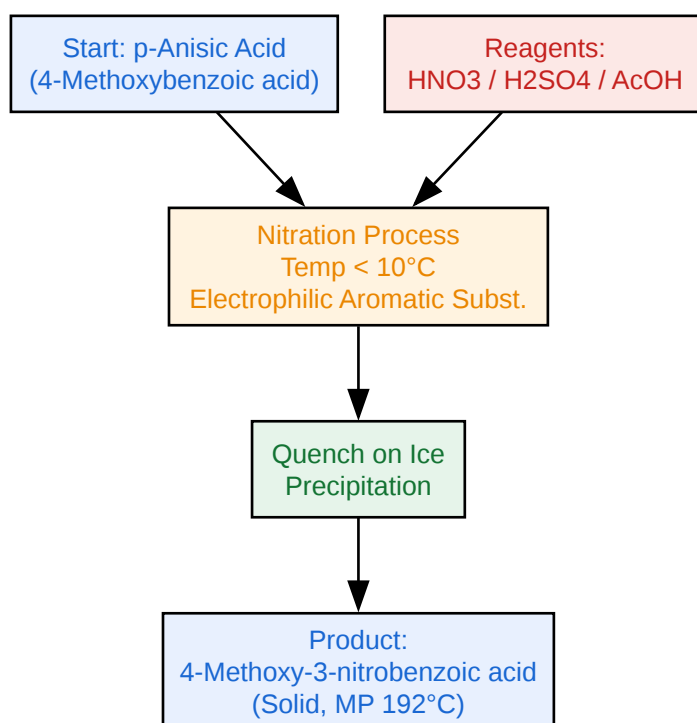 Start: p-Anisic Acid
(4-Methoxybenzoic acid)
Reagents:
HNO3 / H2SO4 / AcOH
Nitration Process
Temp < 10°C
Electrophilic Aromatic Subst.
Quench on Ice
Precipitation
Product:
4-Methoxy-3-nitrobenzoic acid
(Solid, MP 192°C)